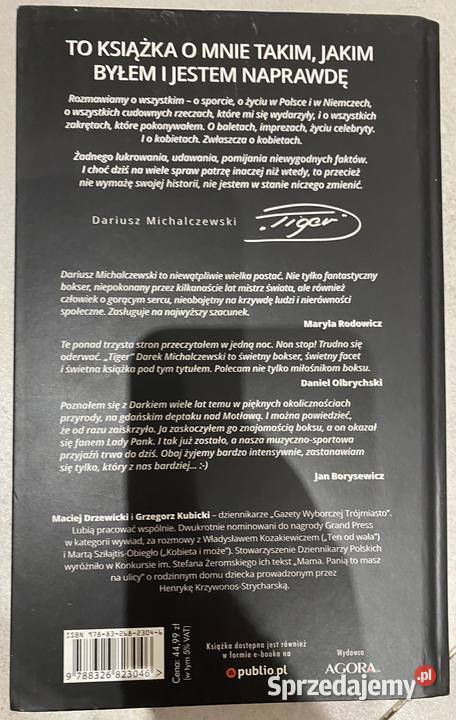 TO KSIĄŻKA O MNIE TAKIM, JAKIM
BYŁEM I JESTEM NAPRAWDĘ
Rozmawiamy o wszystkim – o sporcie, o życiu w Polsce i w Niemczech,
o wszystkich cudownych rzeczach, które mi się wydarzyły, i o wszystkich
zakrętach, które pokonywałem. O baletach, imprezach, życiu celebryty.
I o kobietach. Zwłaszcza o kobietach.
Żadnego lukrowania, udawania, pomijania niewygodnych faktów.
I choć dziś na wiele spraw patrzę inaczej niż wtedy, to przecież
nie wymażę swojej historii, nie jestem w stanie niczego zmienić.
Dariusz Michalczewski "Tiger"
Dariusz Michalczewski to niewątpliwie wielka postać. Nie tylko fantastyczny
bokser, niepokonany przez kilkanaście lat mistrz świata, ale również
człowiek o gorącym sercu, nieobojętny na krzywdę ludzi i nierówności
społeczne. Zasługuje na najwyższy szacunek.
Maryla Rodowicz
Te ponad trzysta stron przeczytałem w jedną noc. Non stop! Trudno się
oderwać. „Tiger” Darek Michalczewski to świetny bokser, świetny facet
i świetna książka pod tym tytułem. Polecam nie tylko miłośnikom boksu.
Daniel Olbrychski
Poznałem się z Darkiem wiele lat temu w pięknych okolicznościach
przyrody, na gdańskim deptaku nad Motławą. I można powiedzieć,
że od razu zaiskrzyło. Ja zaskoczyłem go znajomością boksu, a on okazał
się fanem Lady Pank. I tak już zostało, a nasza muzyczno-sportowa
przyjaźń trwa do dziś. Obaj żyjemy bardzo intensywnie, zastanawiam
się tylko, który z nas bardziej... :-)
Jan Borysewicz
Maciej Drzewicki i Grzegorz Kubicki – dziennikarze „Gazety Wyborczej Trójmiasto”.
Lubią pracować wspólnie. Dwukrotnie nominowani do nagrody Grand Press
w kategorii wywiad, za rozmowy z Władysławem Kozakiewiczem („Ten od wała”)
i Martą Sziłajtis-Obiegło („Kobieta i może”). Stowarzyszenie Dziennikarzy Polskich
wyróżniło w Konkursie im. Stefana Żeromskiego ich tekst „Mama. Panią to masz
na ulicy” o rodzinnym domu dziecka prowadzonym przez
Henrykę Krzywonos-Strycharską.
ISBN 978-83-268-2304-6
9 788326 823046 >
Cena: 44,99 zł
(w tym 5% VAT)
Książka dostępna jest również
w formie e-booka na
publio.pl
Wydawca
AGORA SA
Sprzedajemy.pl